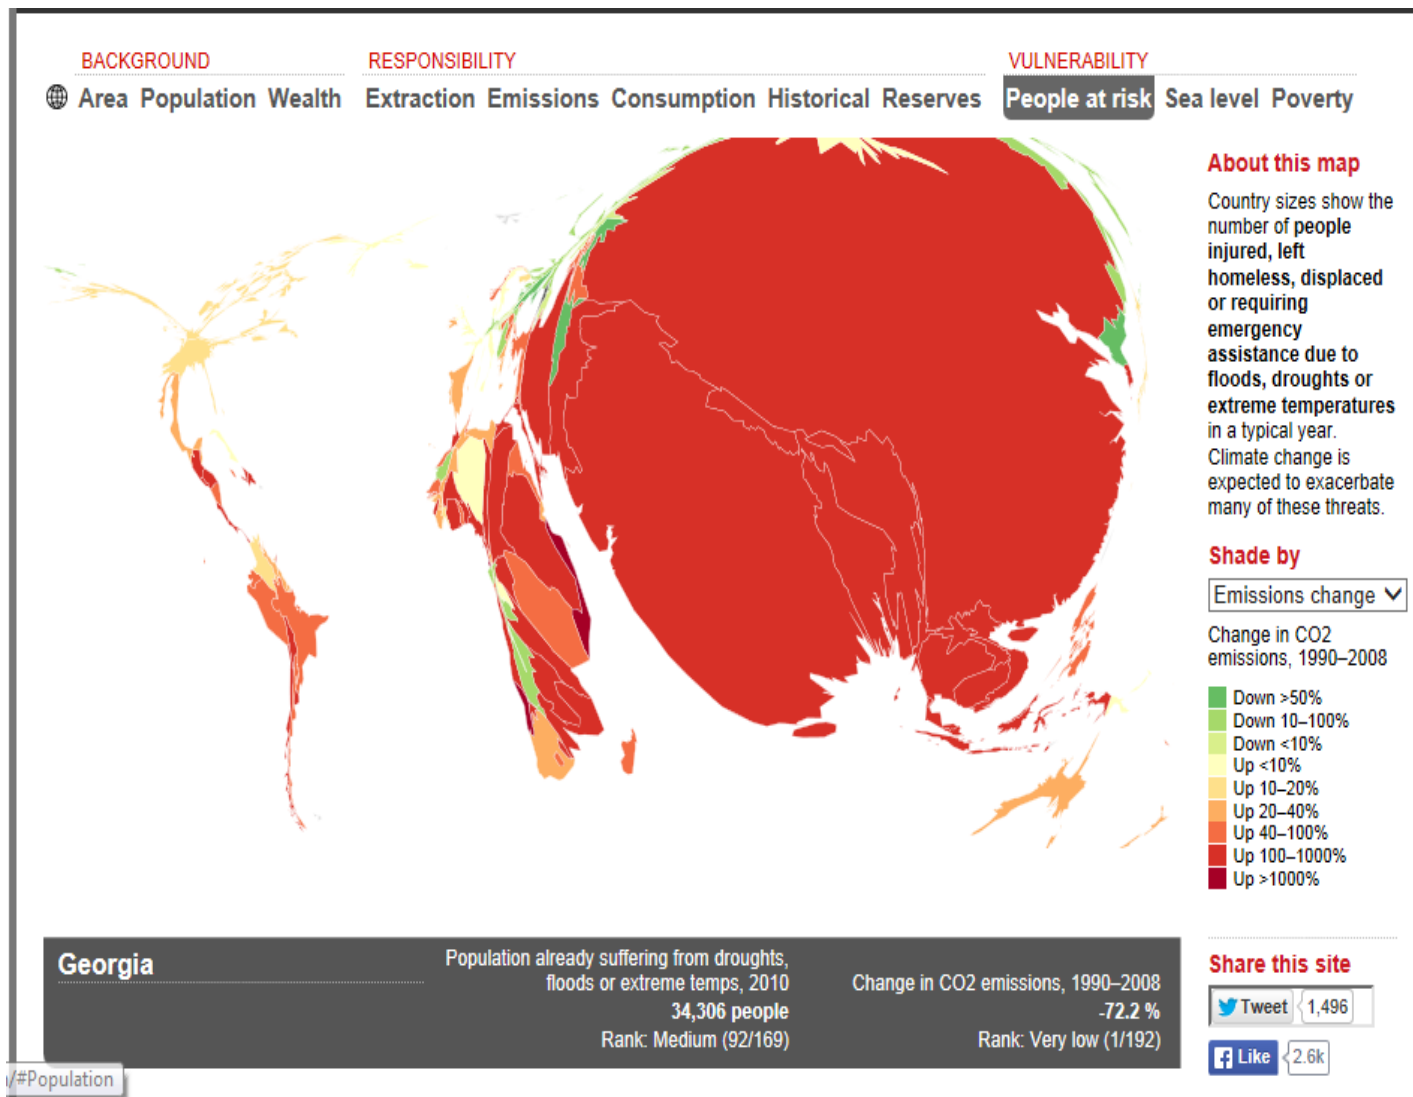 BACKGROUND
RESPONSIBILITY
VULNERABILITY
Area Population Wealth
Extraction Emissions Consumption Historical Reserves
People at risk Sea level Poverty
About this map
Country sizes show the
number of people
injured, left
homeless, displaced
or requiring
emergency
assistance due to
floods, droughts or
extreme temperatures
in a typical year.
Climate change is
expected to exacerbate
many of these threats.
Shade by
Emissions change
Change in CO2
emissions, 1990–2008
Down >50%
Down 10–100%
Down <10%
Up <10%
Up 10–20%
Up 20–40%
Up 40–100%
Up 100–1000%
Up >1000%
Georgia
Population already suffering from droughts,
floods or extreme temps, 2010
34,306 people
Rank: Medium (92/169)
Change in CO2 emissions, 1990–2008
-72.2 %
Rank: Very low (1/192)
Share this site
Tweet 1,496
Like 2.6k
/#Population